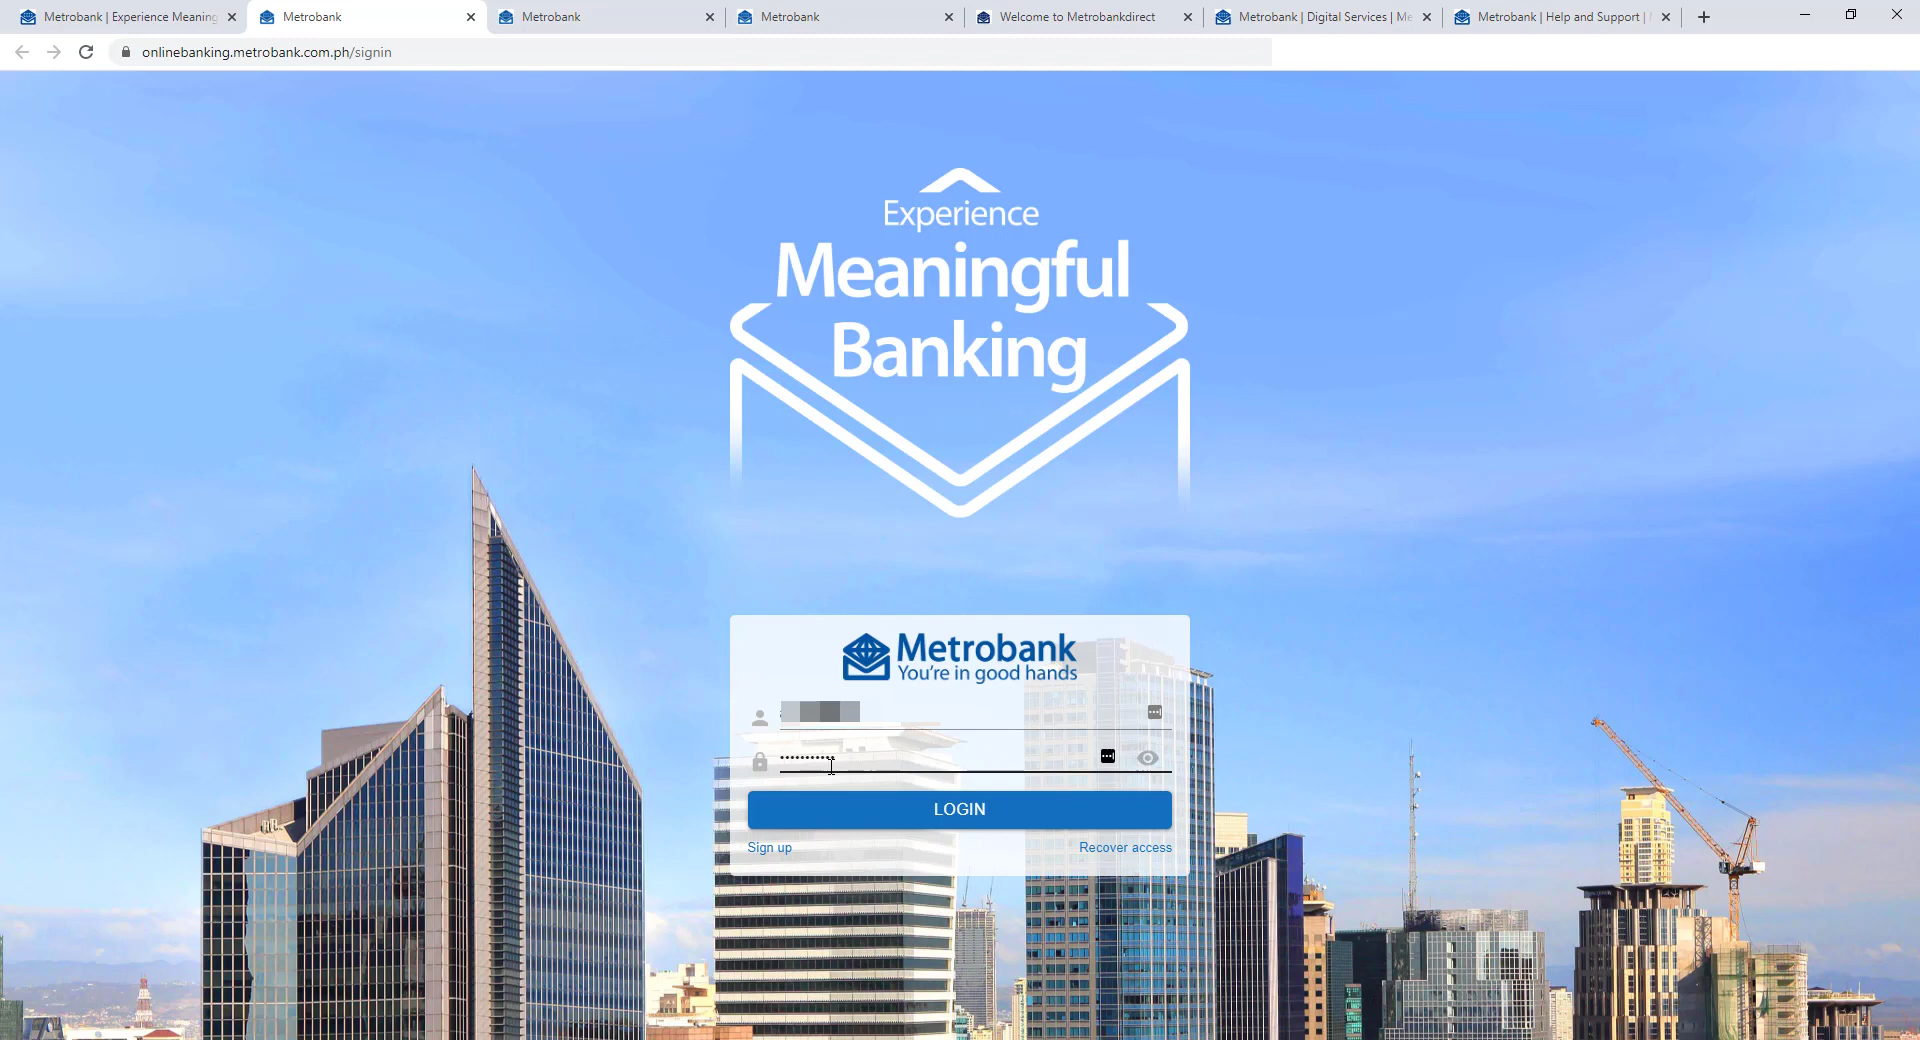 Metrobank | Experience Meaning
Metrobank
Metrobank
Metrobank
Welcome to Metrobankdirect
Metrobank | Digital Services | Me
Metrobank | Help and Support |
onlinebanking.metrobank.com.ph/signin
Experience
Meaningful
Banking
Metrobank
You're in good hands
LOGIN
Sign up
Recover access